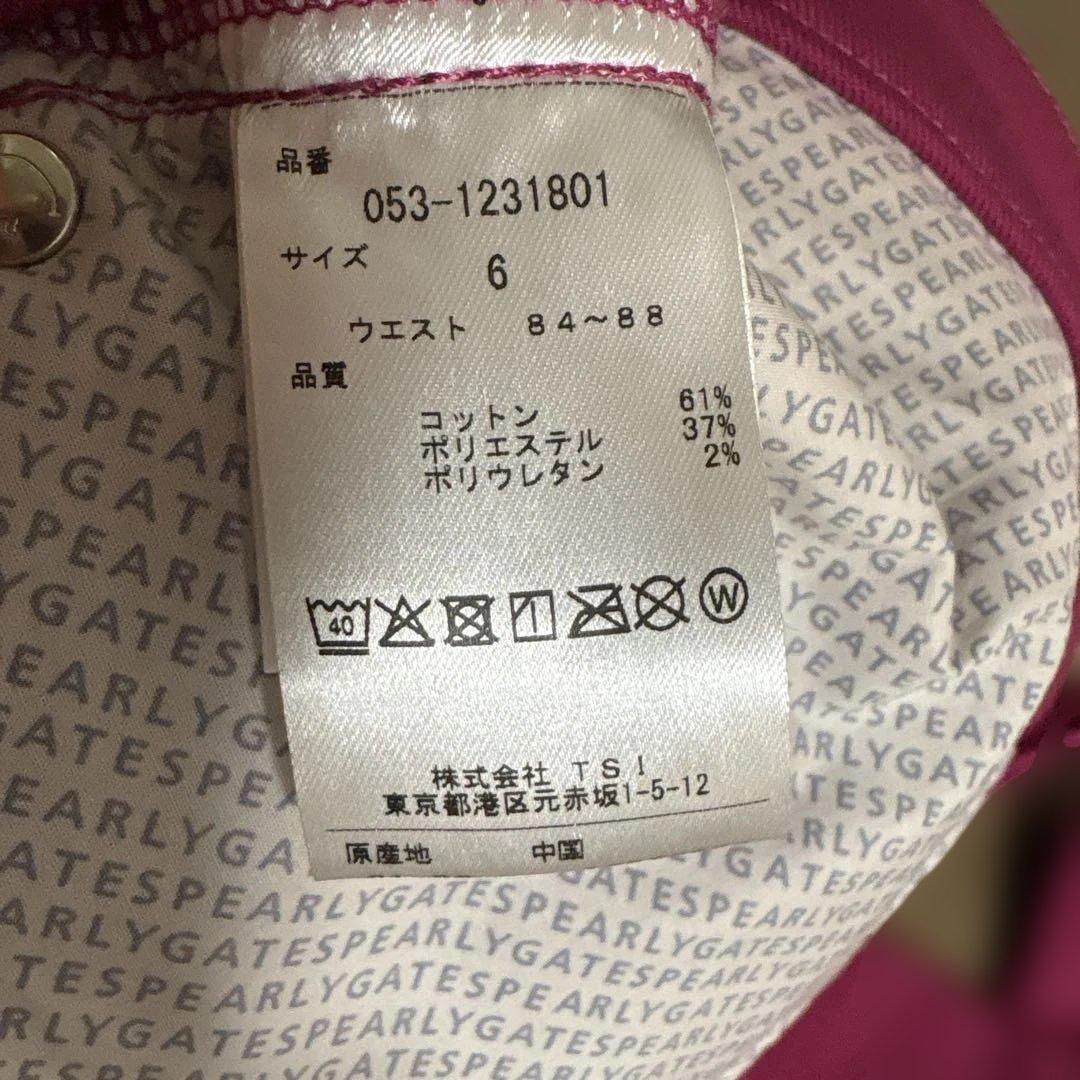 品番
053-1231801
サイズ
6
ウエスト 84～88
品質
コットン 61%
ポリエステル 37%
ポリウレタン 2%
40
W
株式会社 TSI
東京都港区元赤坂1-5-12
原産地 中国
PEARLYGATESPEARLYGATESPEARLYGATES